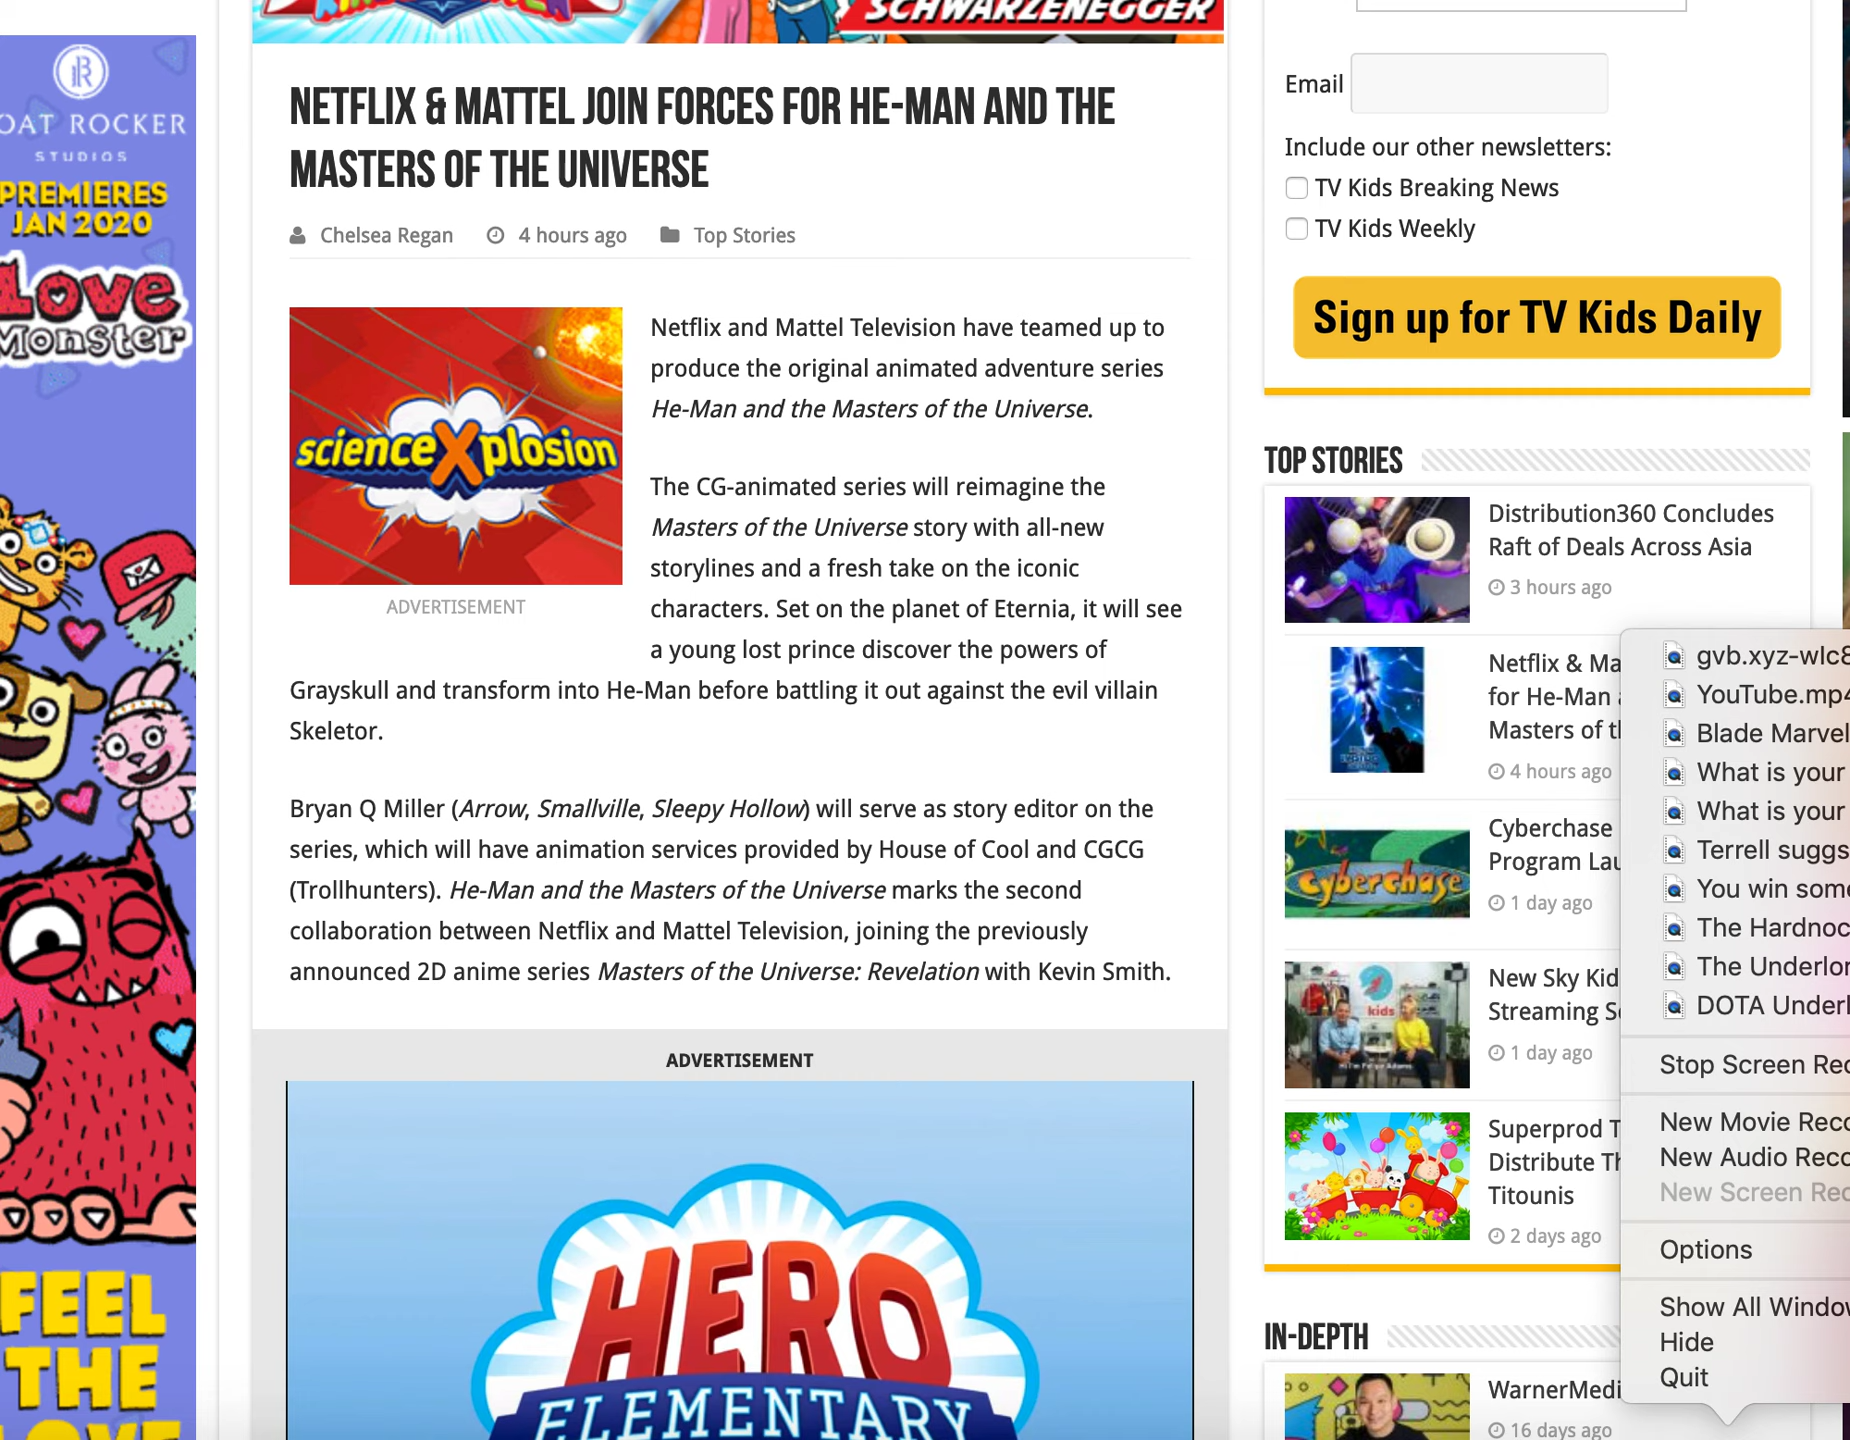 SCHWARZENEGGER
OAT ROCKER
STUDIOS
PREMIERES
JAN 2020
Love
Monster
FEEL
THE
LOVE
NETFLIX & MATTEL JOIN FORCES FOR HE-MAN AND THE
MASTERS OF THE UNIVERSE
Chelsea Regan 4 hours ago Top Stories
scienceXplosion
ADVERTISEMENT
Netflix and Mattel Television have teamed up to
produce the original animated adventure series
He-Man and the Masters of the Universe.
The CG-animated series will reimagine the
Masters of the Universe story with all-new
storylines and a fresh take on the iconic
characters. Set on the planet of Eternia, it will see
a young lost prince discover the powers of
Grayskull and transform into He-Man before battling it out against the evil villain
Skeletor.
Bryan Q Miller (Arrow, Smallville, Sleepy Hollow) will serve as story editor on the
series, which will have animation services provided by House of Cool and CGCG
(Trollhunters). He-Man and the Masters of the Universe marks the second
collaboration between Netflix and Mattel Television, joining the previously
announced 2D anime series Masters of the Universe: Revelation with Kevin Smith.
ADVERTISEMENT
HERO
ELEMENTARY
Email
Include our other newsletters:
TV Kids Breaking News
TV Kids Weekly
Sign up for TV Kids Daily
TOP STORIES
Distribution360 Concludes
Raft of Deals Across Asia
3 hours ago
Netflix & Ma
for He-Man
Masters of t
4 hours ago
Cyberchase
Cyberchase
Program Lau
1 day ago
kids
New Sky Kid
Streaming S
1 day ago
Superprod T
Distribute T
Titounis
2 days ago
IN-DEPTH
WarnerMedi
16 days ago
gvb.xyz-wlc8
YouTube.mp4
Blade Marvel
What is your
What is your
Terrell suggs
You win some
The Hardnoc
The Underlor
DOTA Underl
Stop Screen Rec
New Movie Reco
New Audio Reco
New Screen Rec
Options
Show All Window
Hide
Quit